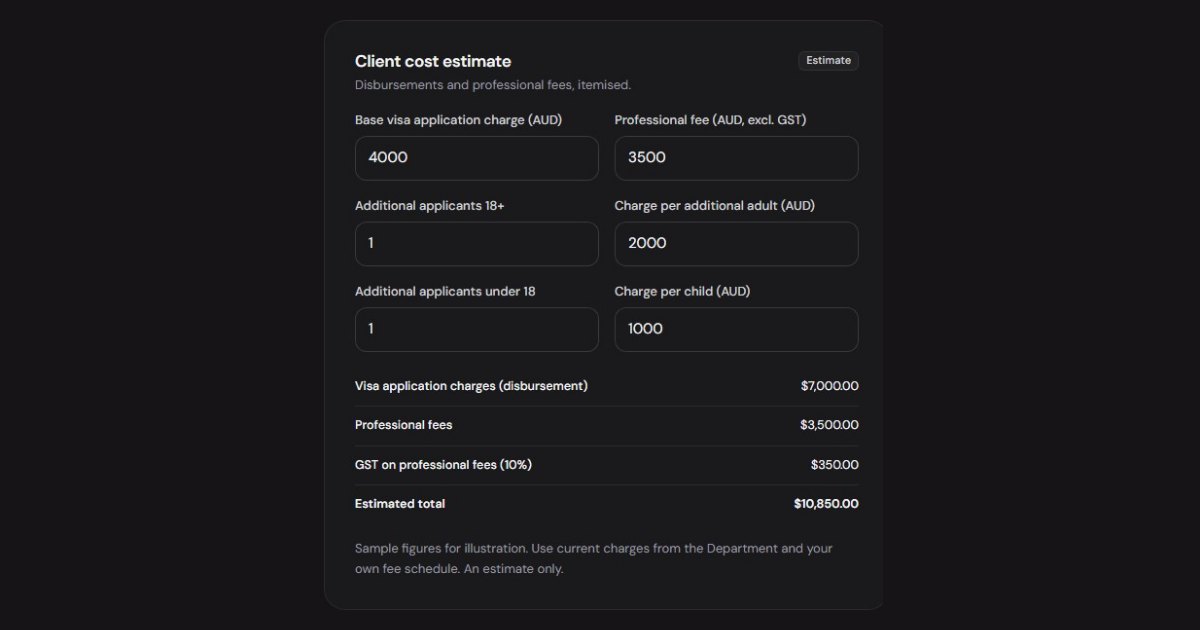 Client cost estimate
Estimate
Disbursements and professional fees, itemised.
Base visa application charge (AUD)
Professional fee (AUD, excl. GST)
4000
3500
Additional applicants 18+
Charge per additional adult (AUD)
1
2000
Additional applicants under 18
Charge per child (AUD)
1
1000
Visa application charges (disbursement)
$7,000.00
Professional fees
$3,500.00
GST on professional fees (10%)
$350.00
Estimated total
$10,850.00
Sample figures for illustration. Use current charges from the Department and your
own fee schedule. An estimate only.